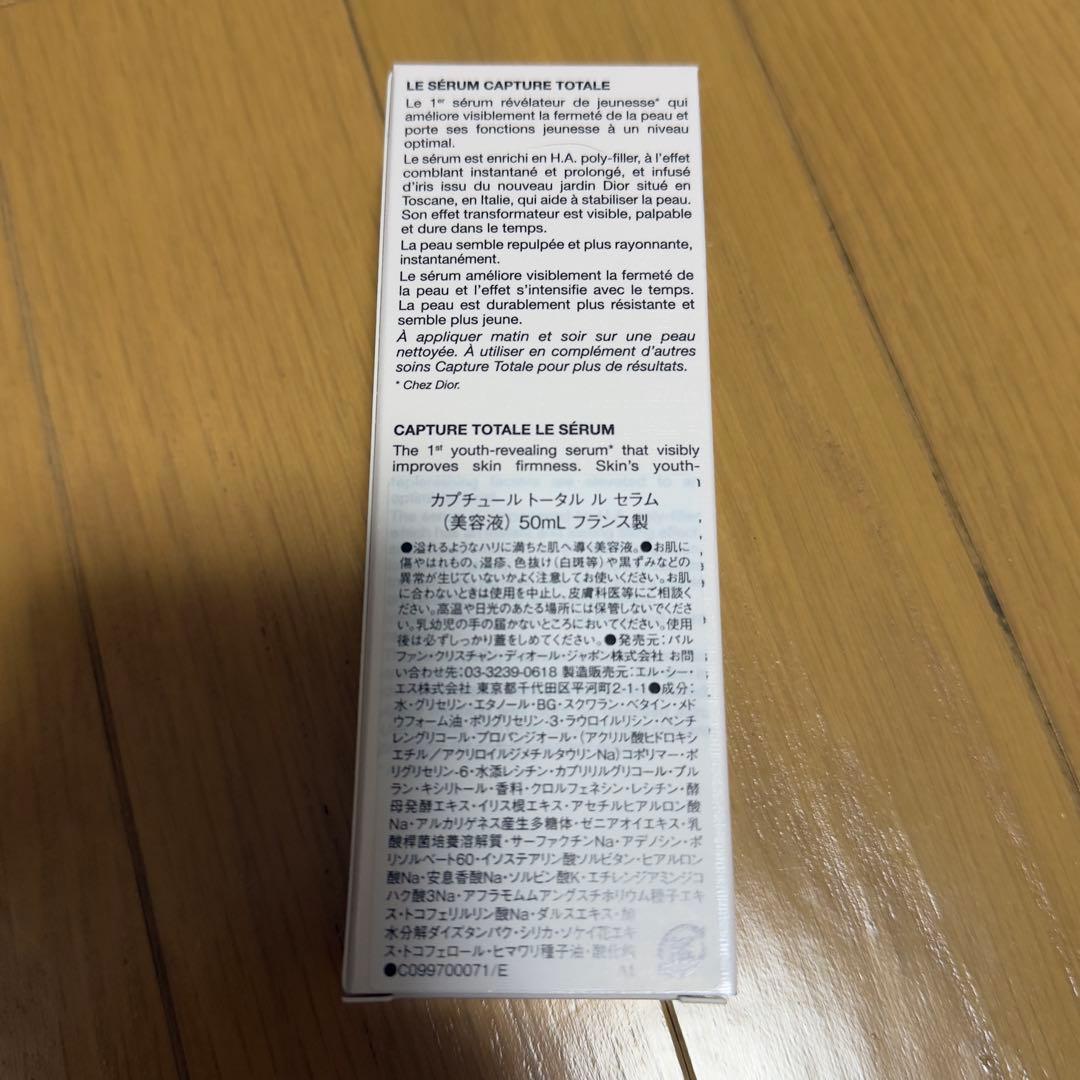 LE SÉRUM CAPTURE TOTALE
Le 1er sérum révélateur de jeunesse* qui
améliore visiblement la fermeté de la peau et
porte ses fonctions jeunesse à un niveau
optimal.
Le sérum est enrichi en H.A. poly-filler, à l'effet
comblant instantané et prolongé, et infusé
d'iris issu du nouveau jardin Dior situé en
Toscane, en Italie, qui aide à stabiliser la peau.
Son effet transformateur est visible, palpable
et dure dans le temps.
La peau semble repulpée et plus rayonnante,
instantanément.
Le sérum améliore visiblement la fermeté de
la peau et l'effet s'intensifie avec le temps.
La peau est durablement plus résistante et
semble plus jeune.
À appliquer matin et soir sur une peau
nettoyée. À utiliser en complément d'autres
soins Capture Totale pour plus de résultats.
* Chez Dior.
CAPTURE TOTALE LE SÉRUM
The 1st youth-revealing serum* that visibly
improves skin firmness. Skin's youth-
カプチュール トータル ル セラム
(美容液) 50mL フランス製
●溢れるようなハリに満ちた肌へ導く美容液。●お肌に
傷やはれもの、湿疹、色抜け(白斑等)や黒ずみなどの
異常が生じていないかよく注意してお使いください。お肌
に合わないときは使用を中止し、皮膚科医等にご相談く
ださい。高温や日光のあたる場所には保管しないでくださ
い。乳幼児の手の届かないところにおいてください。使用
後は必ずしっかり蓋をしめてください。●発売元:パル
ファン・クリスチャン・ディオール・ジャポン株式会社 お問
い合わせ先:03-3239-0618 製造販売元:エル・シー・
エス株式会社 東京都千代田区平河町2-1-1●成分:
水・グリセリン・エタノール・BG・スクワラン・ベタイン・メド
ウフォーム油・ポリグリセリン-3・ラウロイルリシン・ペンチ
レングリコール・プロパンジオール・(アクリル酸ヒドロキシ
エチル/アクリロイルジメチルタウリンNa)コポリマー・ポ
リグリセリン-6・水添レシチン・カプリリルグリコール・プル
ラン・キシリトール・香料・クロルフェネシン・レシチン・酵
母発酵エキス・イリス根エキス・アセチルヒアルロン酸
Na・アルカリゲネス産生多糖体・ゼニアオイエキス・乳
酸桿菌培養溶解質・サーファクチンNa・アデノシン・ポ
リソルベート60・イソステアリン酸ソルビタン・ヒアルロン
酸Na・安息香酸Na・ソルビン酸K・エチレンジアミンジコ
ハク酸3Na・アフラモムムアングスチホリウム種子エキ
ス・トコフェリルリン酸Na・ダルスエキス・加
水分解ダイズタンパク・シリカ・ソケイ花エキ
ス・トコフェロール・ヒマワリ種子油・酸化鉄
●C099700071/E A1